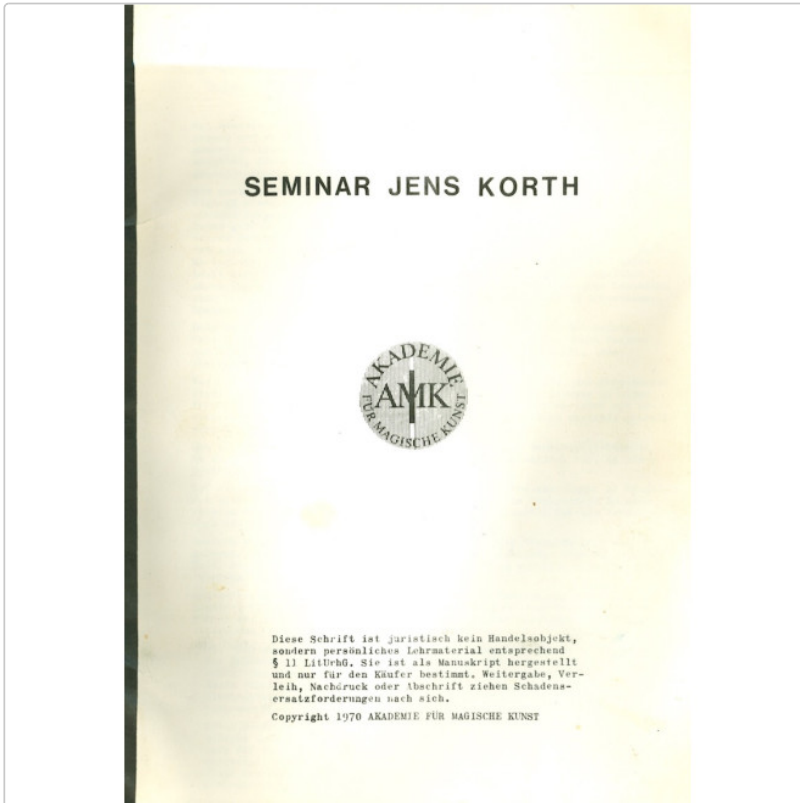 SEMINAR JENS KORTH
AKADEMIE
AMK
FÜR MAGISCHE KUNST
Diese Schrift ist juristisch kein Handelsobjekt,
sondern persönliches Lehrmaterial entsprechend
§ 11 LitUrhG. Sie ist als Manuskript hergestellt
und nur für den Käufer bestimmt. Weitergabe, Ver-
leih, Nachdruck oder Abschrift ziehen Schadens-
ersatzforderungen nach sich.
Copyright 1970 AKADEMIE FÜR MAGISCHE KUNST